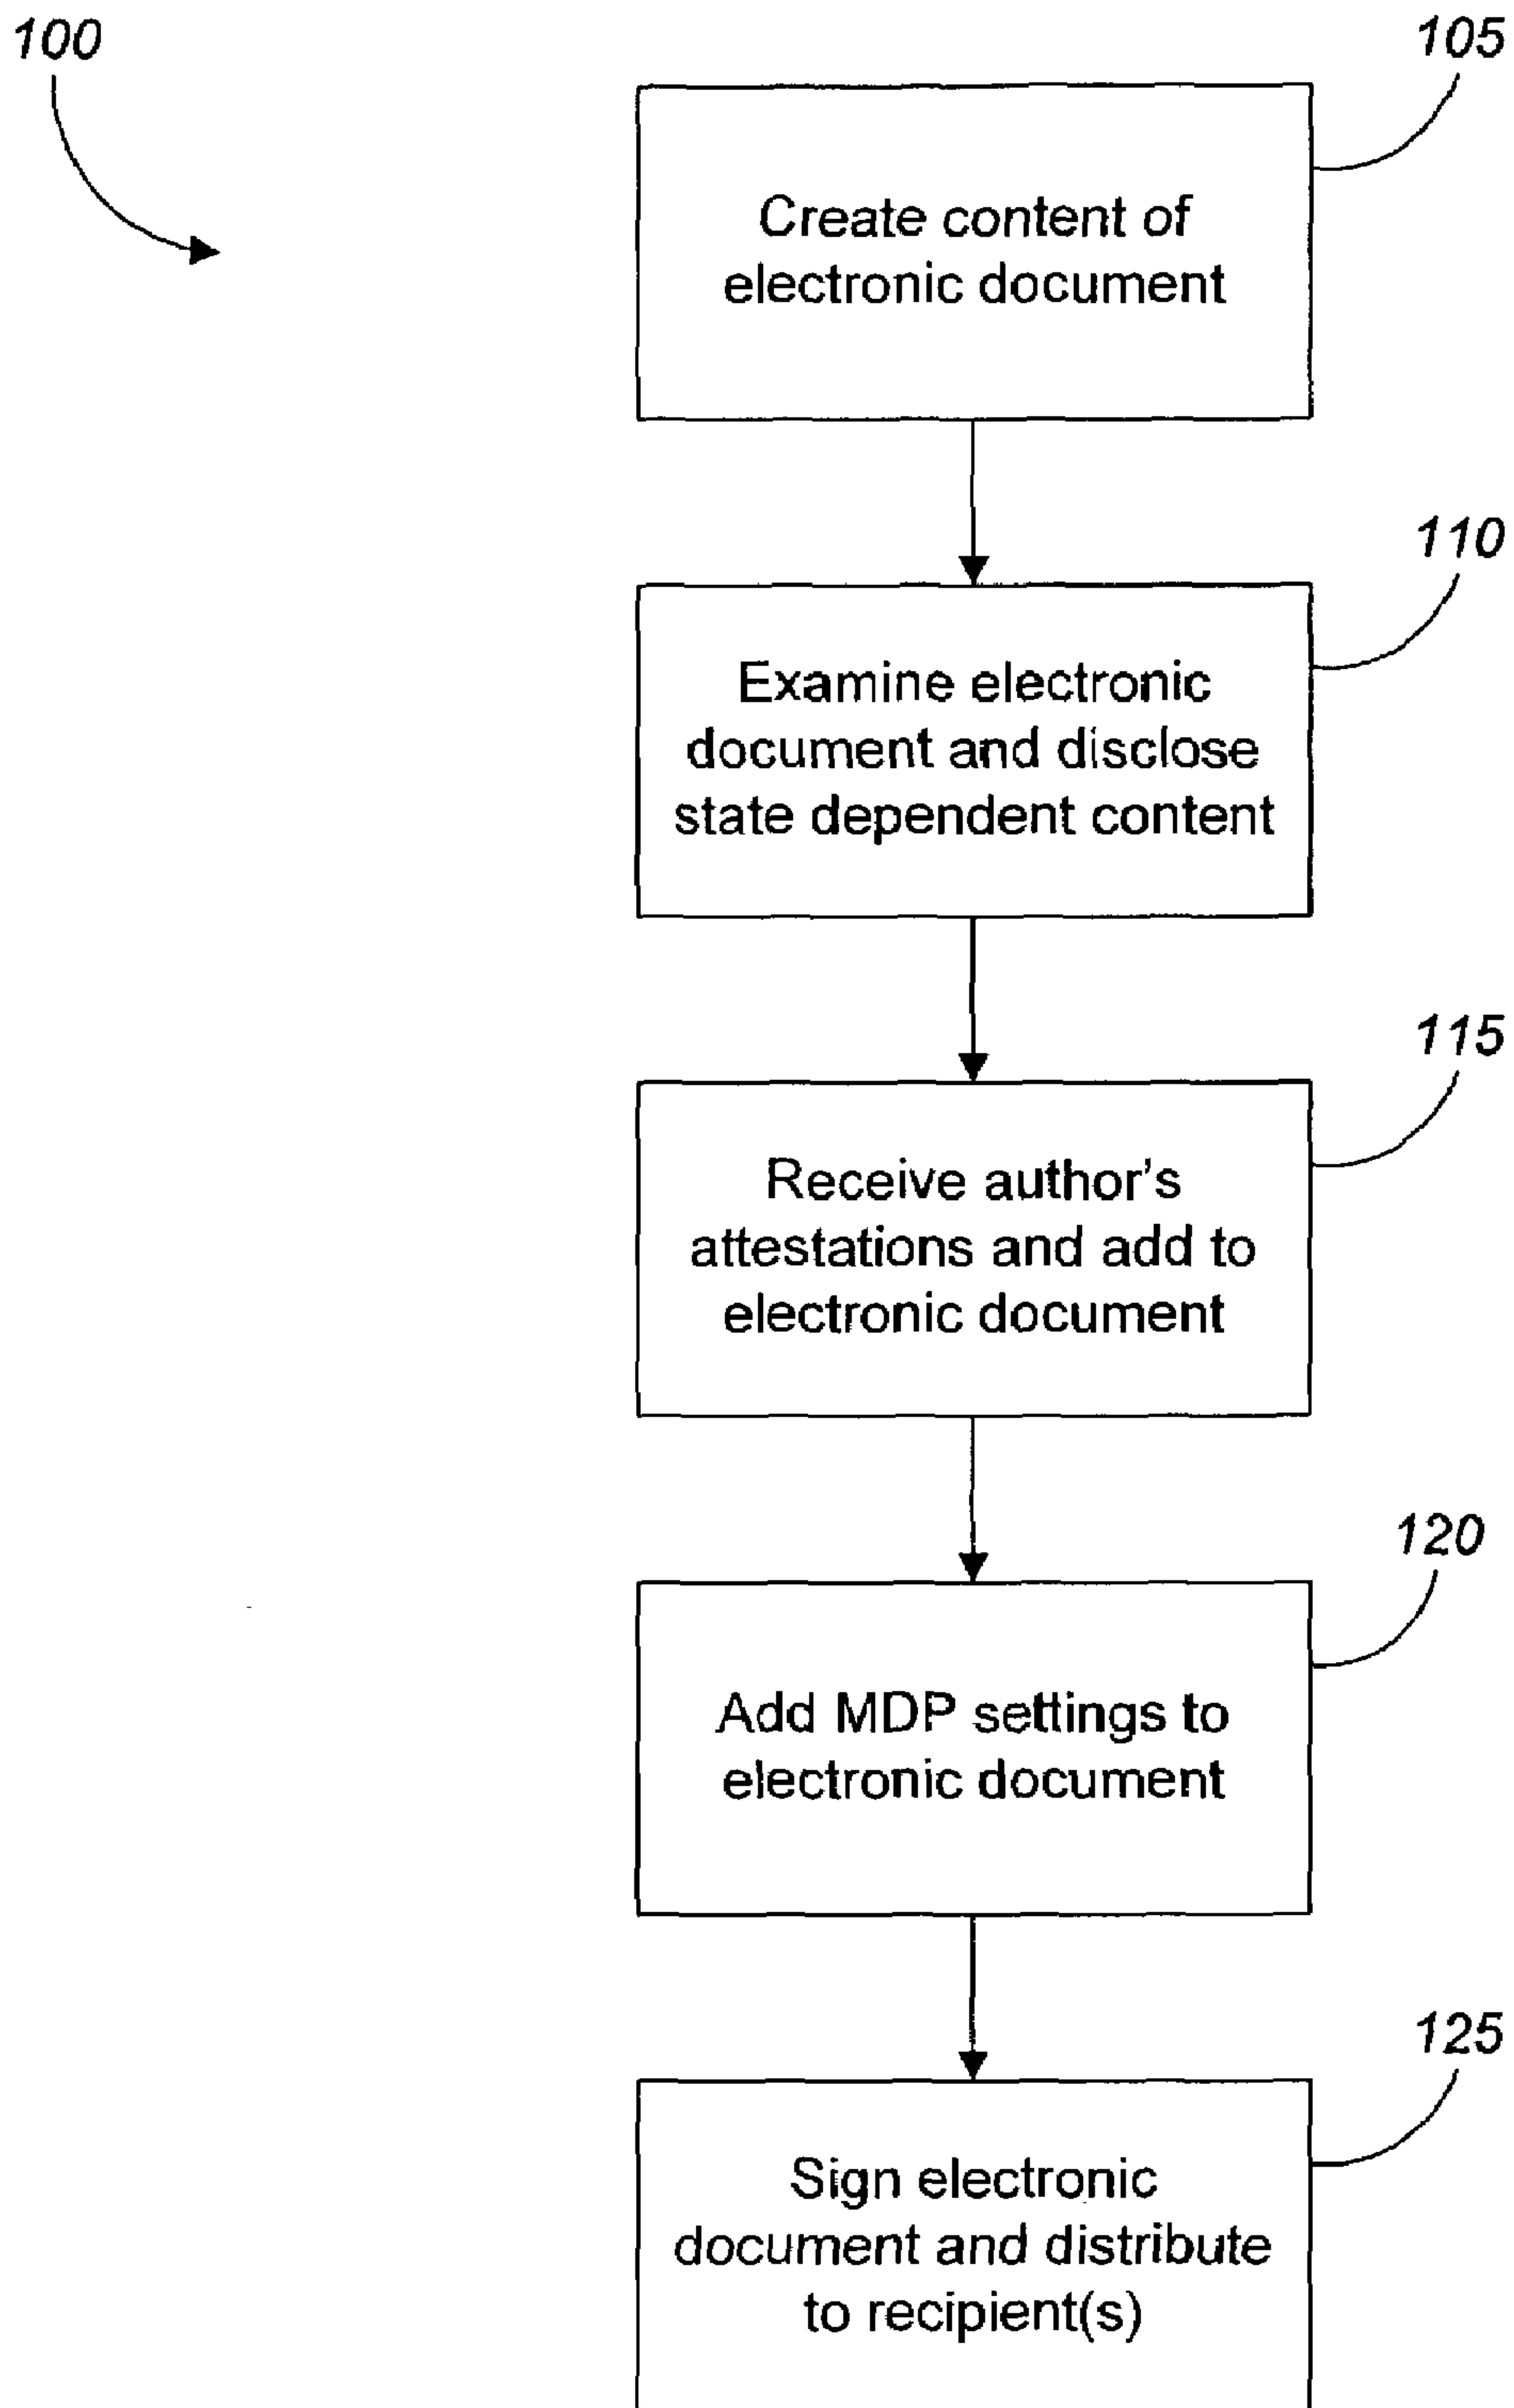 100
105
Create content of
electronic document
110
Examine electronic
document and disclose
state dependent content
115
Receive author's
attestations and add to
electronic document
120
Add MDP settings to
electronic document
125
Sign electronic
document and distribute
to recipient(s)